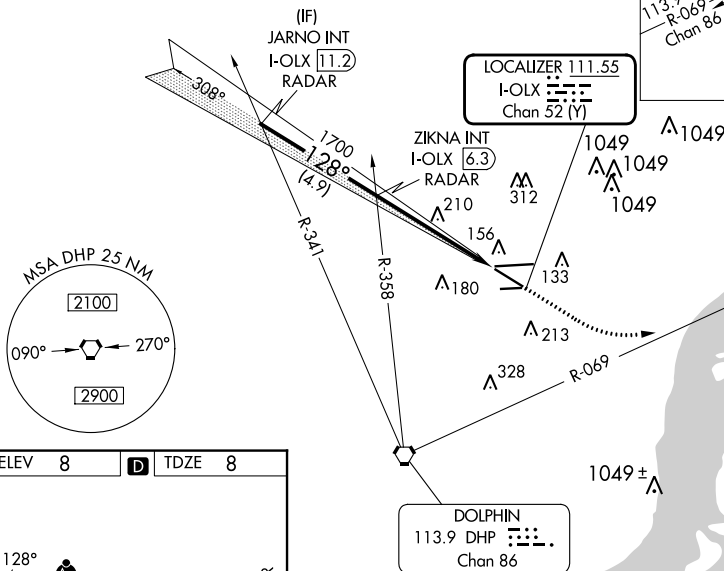 (IF)
JARNO INT
I-OLX 11.2
RADAR
113.9
R-069
Chan 86
LOCALIZER 111.55
I-OLX
Chan 52 (Y)
308°
1700
128°
(4.9)
ZIKNA INT
I-OLX 6.3
RADAR
1049
1049
1049
1049
312
210
156
133
180
213
328
R-341
R-358
R-069
MSA DHP 25 NM
2100
090°
270°
2900
ELEV 8
D
TDZE 8
1049 ±
128°
DOLPHIN
113.9 DHP
Chan 86